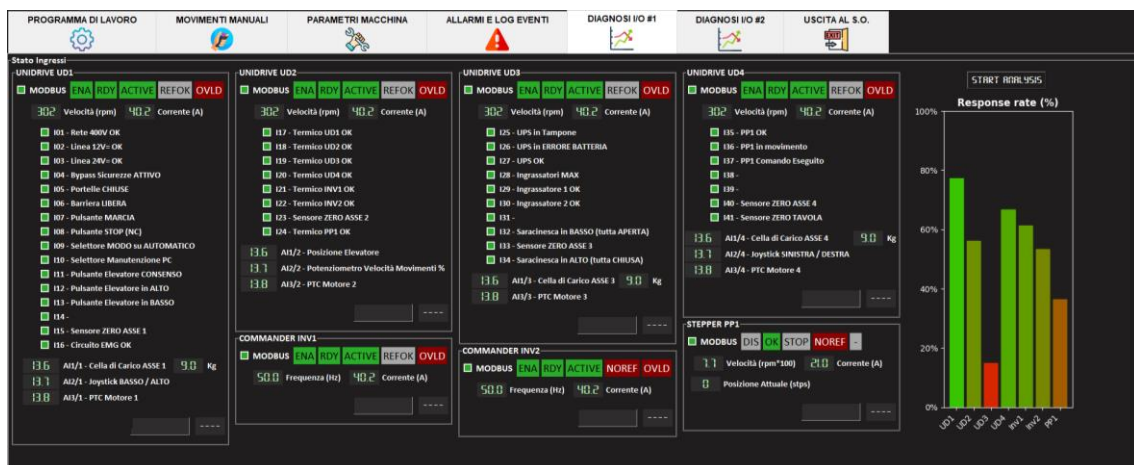 PROGRAMMA DI LAVORO
MOVIMENTI MANUALI
PARAMETRI MACCHINA
ALLARMI E LOG EVENTI
DIAGNOSI I/O #1
DIAGNOSI I/O #2
USCITA AL S.O.
EXIT
Stato Ingressi
UNIDRIVE UD1
MODBUS ENA RDY ACTIVE REFOK OVLD
302 Velocità (rpm) 40.2 Corrente (A)
I01 - Rete 400V OK
I02 - Linea 12V= OK
I03 - Linea 24V= OK
I04 - Bypass Sicurezze ATTIVO
I05 - Portelle CHIUSE
I06 - Barriera LIBERA
I07 - Pulsante MARCIA
I08 - Pulsante STOP (NC)
I09 - Selettore MODO su AUTOMATICO
I10 - Selettore Manutenzione PC
I11 - Pulsante Elevatore CONSENSO
I12 - Pulsante Elevatore in ALTO
I13 - Pulsante Elevatore in BASSO
I14 -
I15 - Sensore ZERO ASSE 1
I16 - Circuito EMG OK
13.6 AI1/1 - Cella di Carico ASSE 1 9.0 Kg
13.7 AI2/1 - Joystick BASSO / ALTO
13.8 AI3/1 - PTC Motore 1
----
UNIDRIVE UD2
MODBUS ENA RDY ACTIVE REFOK OVLD
302 Velocità (rpm) 40.2 Corrente (A)
I17 - Termico UD1 OK
I18 - Termico UD2 OK
I19 - Termico UD3 OK
I20 - Termico UD4 OK
I21 - Termico INV1 OK
I22 - Termico INV2 OK
I23 - Sensore ZERO ASSE 2
I24 - Termico PP1 OK
13.6 AI1/2 - Posizione Elevatore
13.7 AI2/2 - Potenziometro Velocità Movimenti %
13.8 AI3/2 - PTC Motore 2
----
COMMANDER INV1
MODBUS ENA RDY ACTIVE REFOK OVLD
50.0 Frequenza (Hz) 40.2 Corrente (A)
----
UNIDRIVE UD3
MODBUS ENA RDY ACTIVE REFOK OVLD
302 Velocità (rpm) 40.2 Corrente (A)
I25 - UPS in Tampone
I26 - UPS in ERRORE BATTERIA
I27 - UPS OK
I28 - Ingrassatori MAX
I29 - Ingrassatore 1 OK
I30 - Ingrassatore 2 OK
I31 -
I32 - Saracinesca in BASSO (tutta APERTA)
I33 - Sensore ZERO ASSE 3
I34 - Saracinesca in ALTO (tutta CHIUSA)
13.6 AI1/3 - Cella di Carico ASSE 3 9.0 Kg
13.8 AI3/3 - PTC Motore 3
----
COMMANDER INV2
MODBUS ENA RDY ACTIVE NOREF OVLD
50.0 Frequenza (Hz) 40.2 Corrente (A)
----
UNIDRIVE UD4
MODBUS ENA RDY ACTIVE REFOK OVLD
302 Velocità (rpm) 40.2 Corrente (A)
I35 - PP1 OK
I36 - PP1 in movimento
I37 - PP1 Comando Eseguito
I38 -
I39 -
I40 - Sensore ZERO ASSE 4
I41 - Sensore ZERO TAVOLA
13.6 AI1/4 - Cella di Carico ASSE 4 9.0 Kg
13.7 AI2/4 - Joystick SINISTRA / DESTRA
13.8 AI3/4 - PTC Motore 4
----
STEPPER PP1
MODBUS DIS OK STOP NOREF -
7.7 Velocità (rpm*100) 21.0 Corrente (A)
0 Posizione Attuale (stps)
----
START ANALYSIS
Response rate (%)
100%
80%
60%
40%
20%
0%
UD1
UD2
UD3
UD4
Inv1
Inv2
PP1